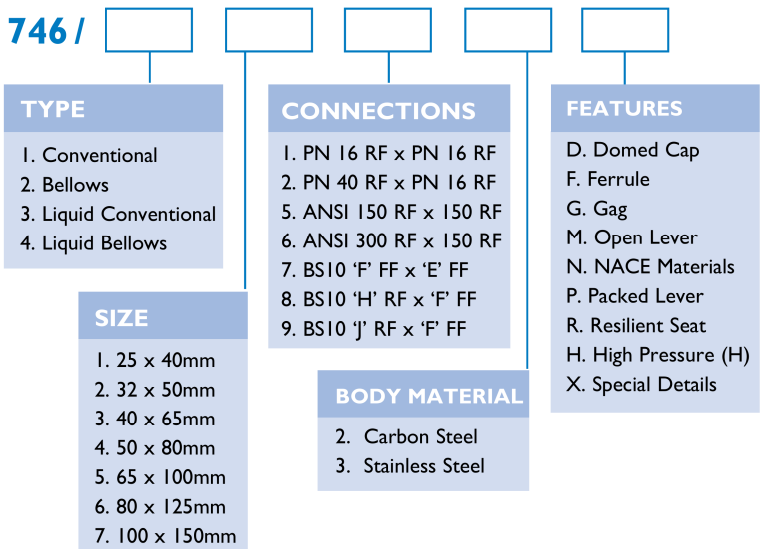 746 /
TYPE
1. Conventional
2. Bellows
3. Liquid Conventional
4. Liquid Bellows
SIZE
1. 25 x 40mm
2. 32 x 50mm
3. 40 x 65mm
4. 50 x 80mm
5. 65 x 100mm
6. 80 x 125mm
7. 100 x 150mm
CONNECTIONS
1. PN 16 RF x PN 16 RF
2. PN 40 RF x PN 16 RF
5. ANSI 150 RF x 150 RF
6. ANSI 300 RF x 150 RF
7. BS10 ‘F’ FF x ‘E’ FF
8. BS10 ‘H’ RF x ‘F’ FF
9. BS10 ‘J’ RF x ‘F’ FF
BODY MATERIAL
2. Carbon Steel
3. Stainless Steel
FEATURES
D. Domed Cap
F. Ferrule
G. Gag
M. Open Lever
N. NACE Materials
P. Packed Lever
R. Resilient Seat
H. High Pressure (H)
X. Special Details